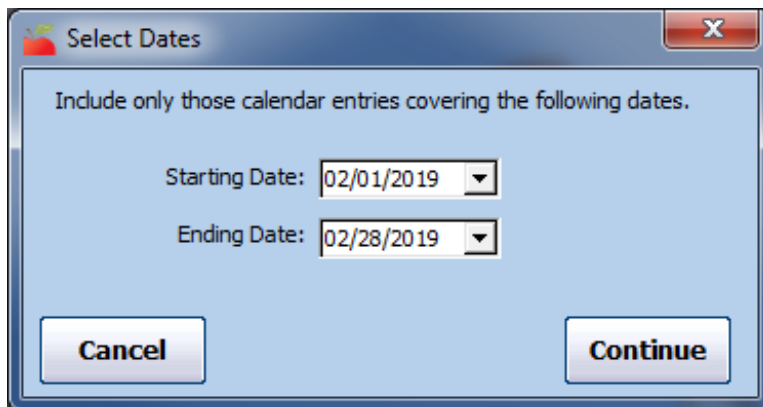 Select Dates
Include only those calendar entries covering the following dates.
Starting Date: 02/01/2019
Ending Date: 02/28/2019
Cancel Continue